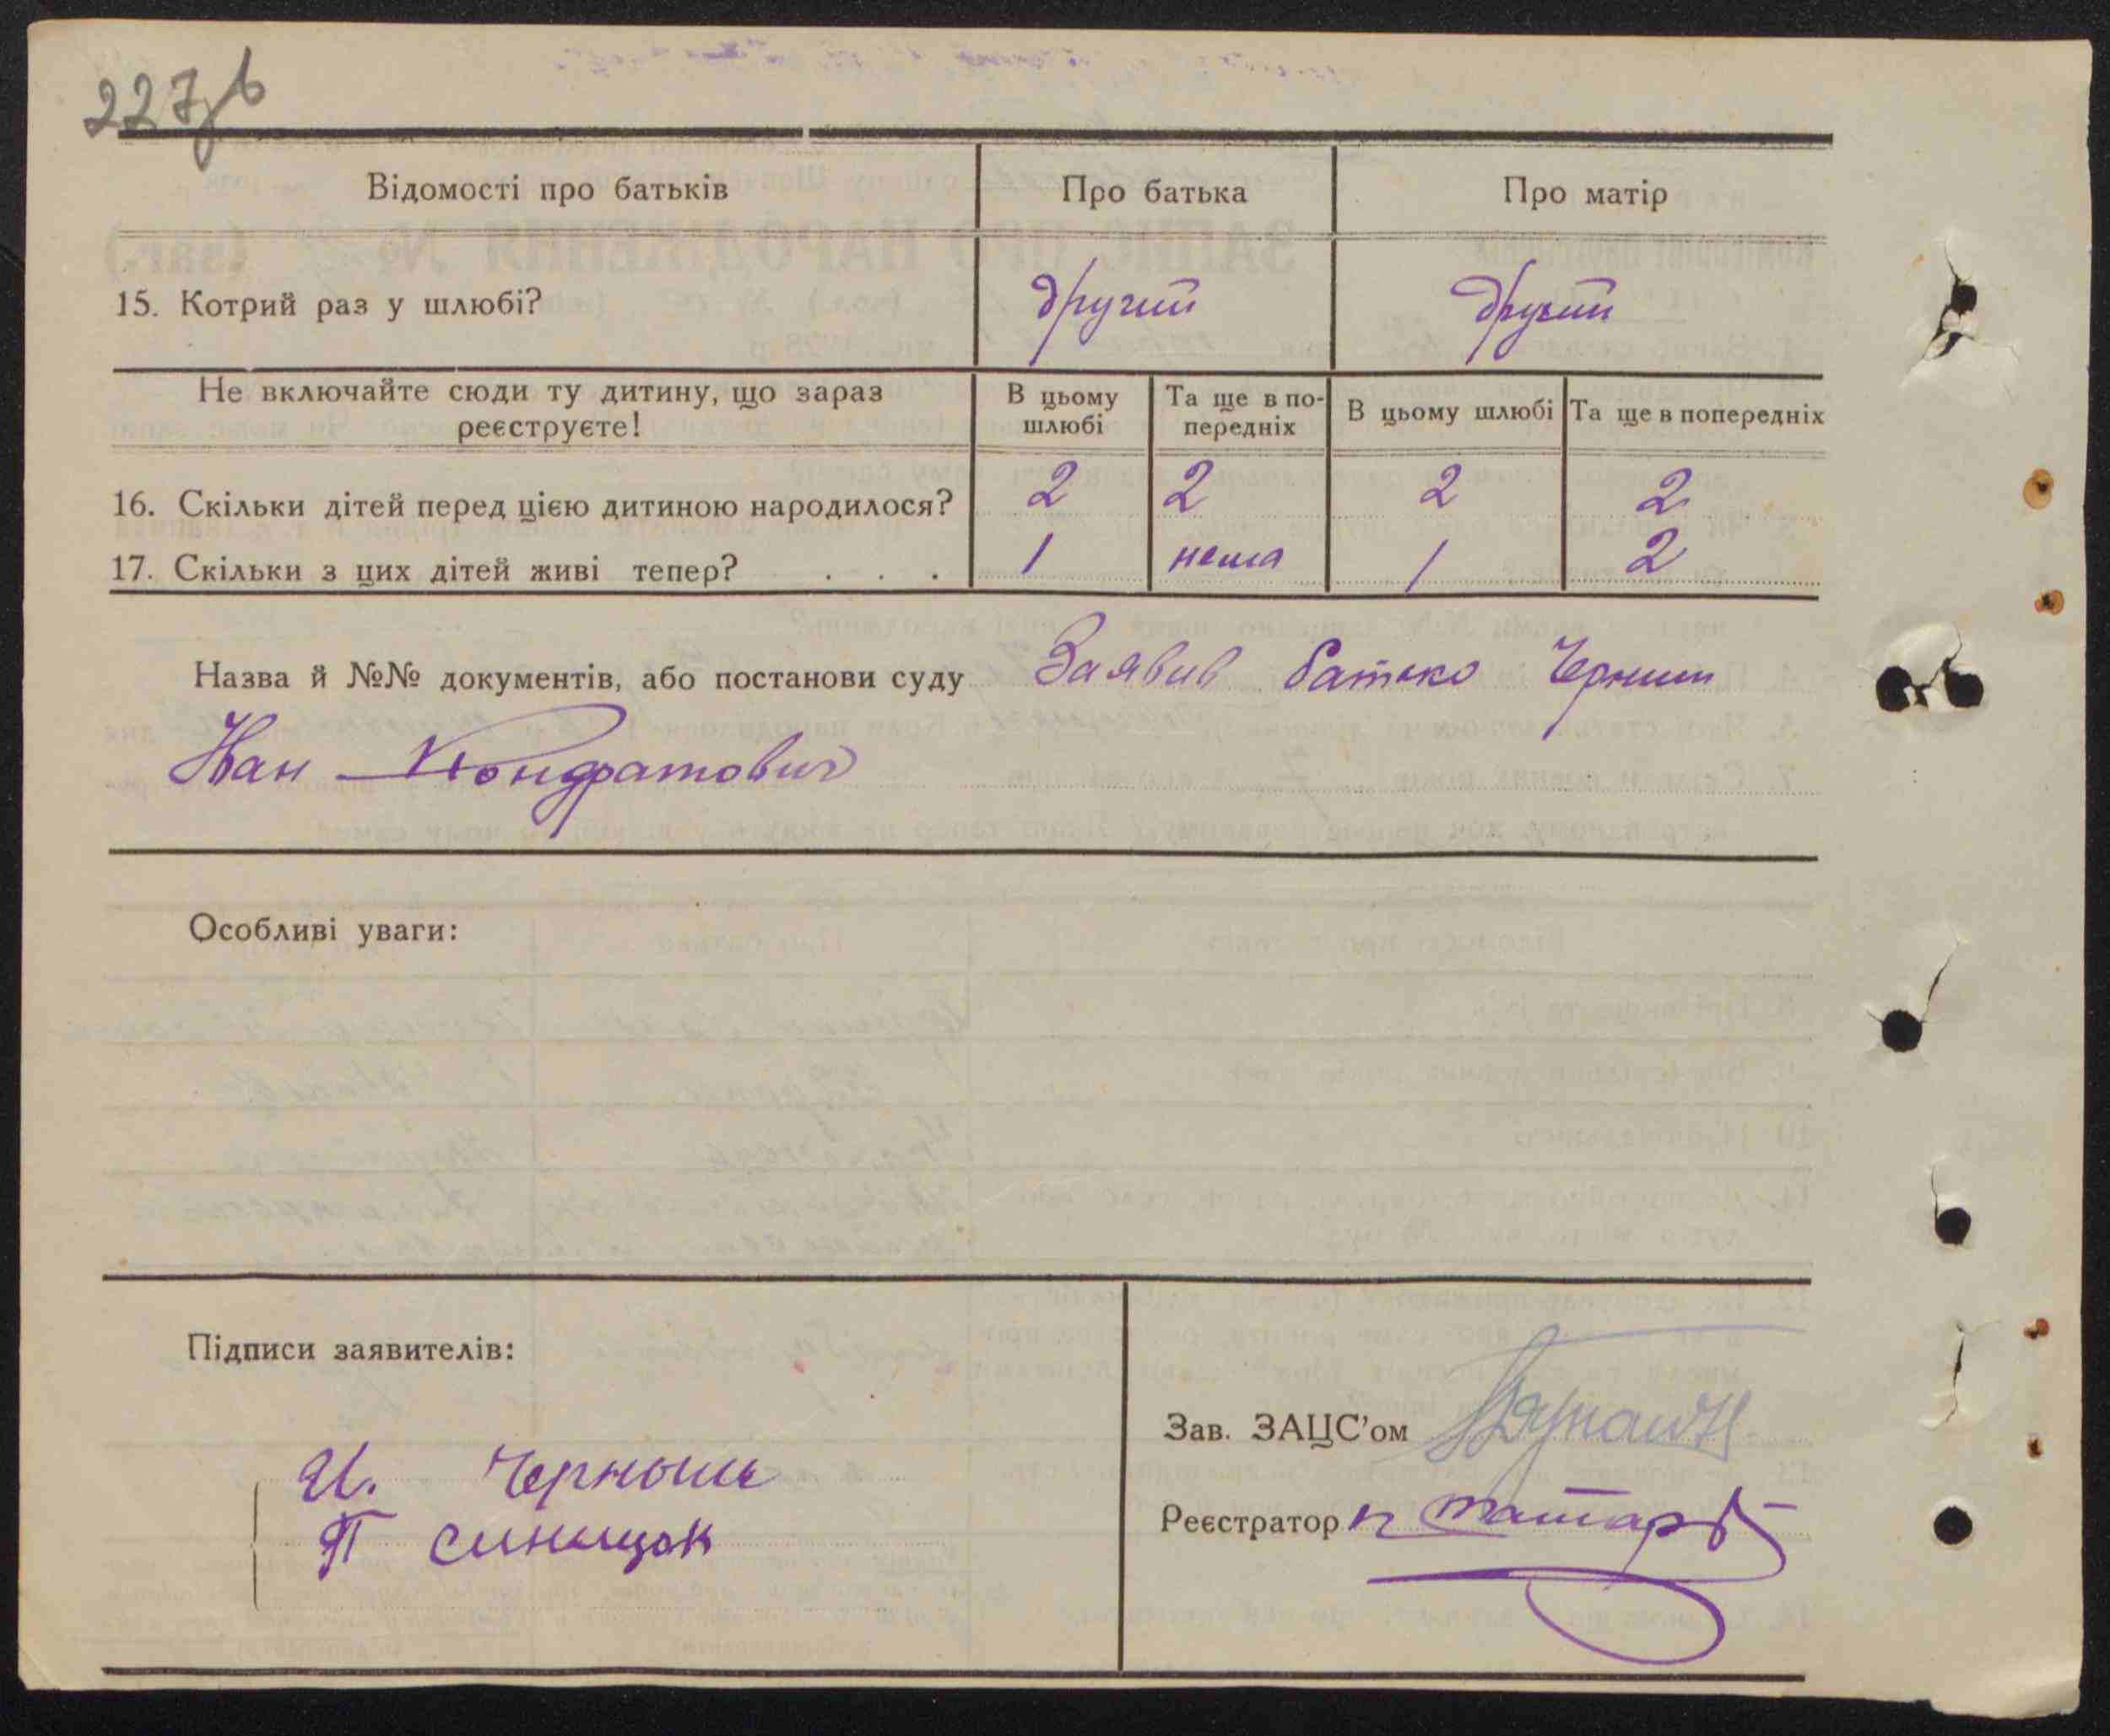 Відомості про батьків Про батька Про матір
15. Котрий раз у шлюбі? другий другий
Не включайте сюди ту дитину, що зараз реєструєте! В цьому шлюбі Та ще в попередніх В цьому шлюбі Та ще в попередніх
16. Скільки дітей перед цією дитиною народилося? 2 2 2 2
17. Скільки з цих дітей живі тепер? . . . 1 нема 1 2
Назва й №№ документів, або постанови суду Заявив батько Черниш
Іван Кондратович
Особливі уваги:
Підписи заявителів:
И. Черныш
П синищак
Зав. ЗАЦС'ом
Реєстратор